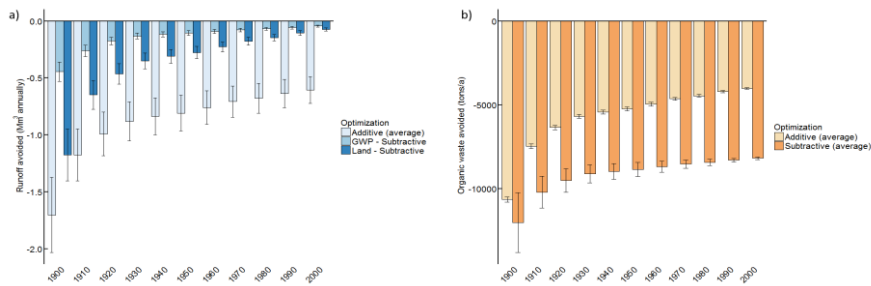 a)
Runoff avoided (Mm³ annually)
0.0
-0.5
-1.0
-1.5
-2.0
1900 1910 1920 1930 1940 1950 1960 1970 1980 1990 2000
Optimization
Additive (average)
GWP - Subtractive
Land - Subtractive
b)
Organic waste avoided (tons/a)
0
-5000
-10000
1900 1910 1920 1930 1940 1950 1960 1970 1980 1990 2000
Optimization
Additive (average)
Subtractive (average)